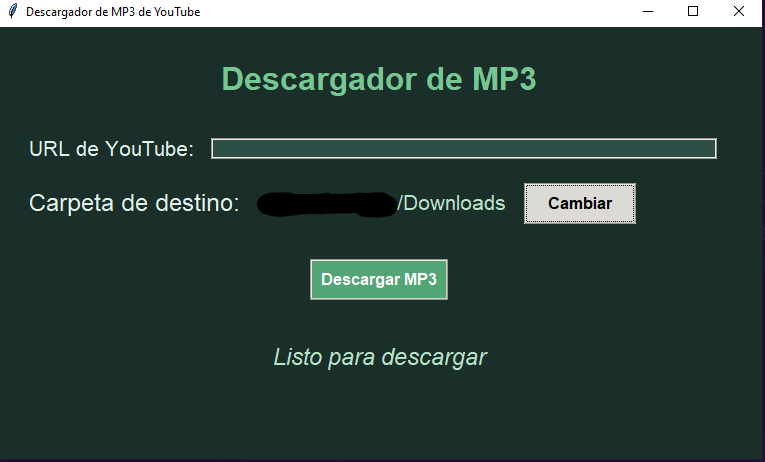 Descargador de MP3 de YouTube
Descargador de MP3
URL de YouTube:
Carpeta de destino: /Downloads Cambiar
Descargar MP3
Listo para descargar